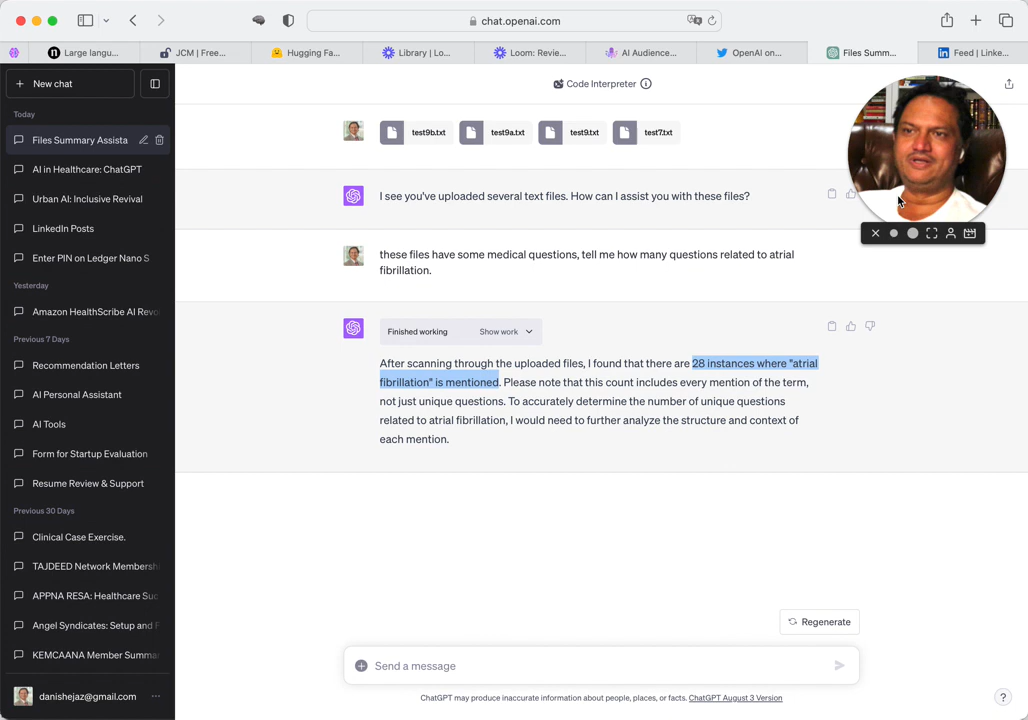 chat.openai.com
Large langu...
JCM | Free...
Hugging Fa...
Library | Lo...
Loom: Revie...
AI Audience...
OpenAI on...
Files Summ...
Feed | Linke...
New chat
Code Interpreter
Today
Files Summary Assista
AI in Healthcare: ChatGPT
Urban AI: Inclusive Revival
LinkedIn Posts
Enter PIN on Ledger Nano S
Yesterday
Amazon HealthScribe AI Revo
Previous 7 Days
Recommendation Letters
AI Personal Assistant
AI Tools
Form for Startup Evaluation
Resume Review & Support
Previous 30 Days
Clinical Case Exercise.
TAJDEED Network Membersh
APPNA RESA: Healthcare Suc
Angel Syndicates: Setup and F
KEMCAANA Member Summar
danishejaz@gmail.com
test9b.txt
test9a.txt
test9.txt
test7.txt
I see you've uploaded several text files. How can I assist you with these files?
these files have some medical questions, tell me how many questions related to atrial
fibrillation.
Finished working
Show work
After scanning through the uploaded files, I found that there are 28 instances where "atrial
fibrillation" is mentioned. Please note that this count includes every mention of the term,
not just unique questions. To accurately determine the number of unique questions
related to atrial fibrillation, I would need to further analyze the structure and context of
each mention.
Regenerate
Send a message
ChatGPT may produce inaccurate information about people, places, or facts. ChatGPT August 3 Version
?